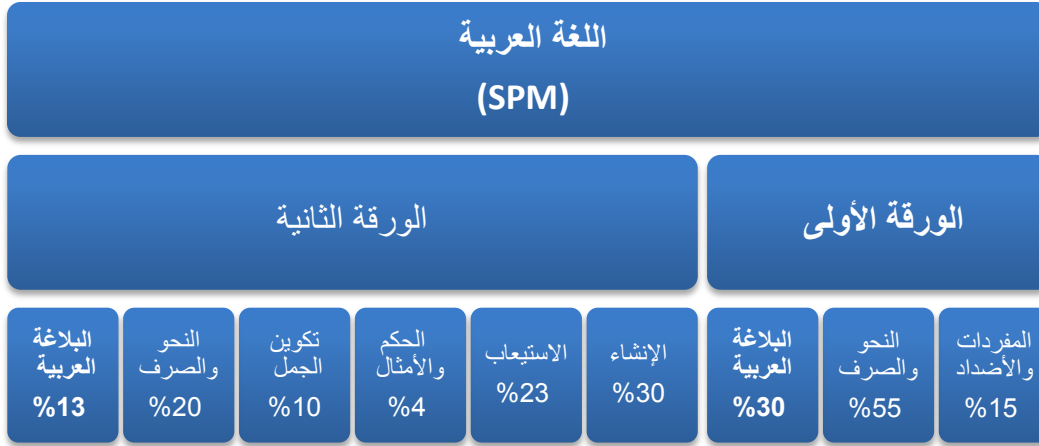 اللغة العربية
(SPM)
الورقة الأولى
الورقة الثانية
المفردات
والأضداد
%15
النحو
والصرف
%55
البلاغة
العربية
%30
الإنشاء
%30
الاستيعاب
%23
الحكم
والأمثال
%4
تكوين
الجمل
%10
النحو
والصرف
%20
البلاغة
العربية
%13